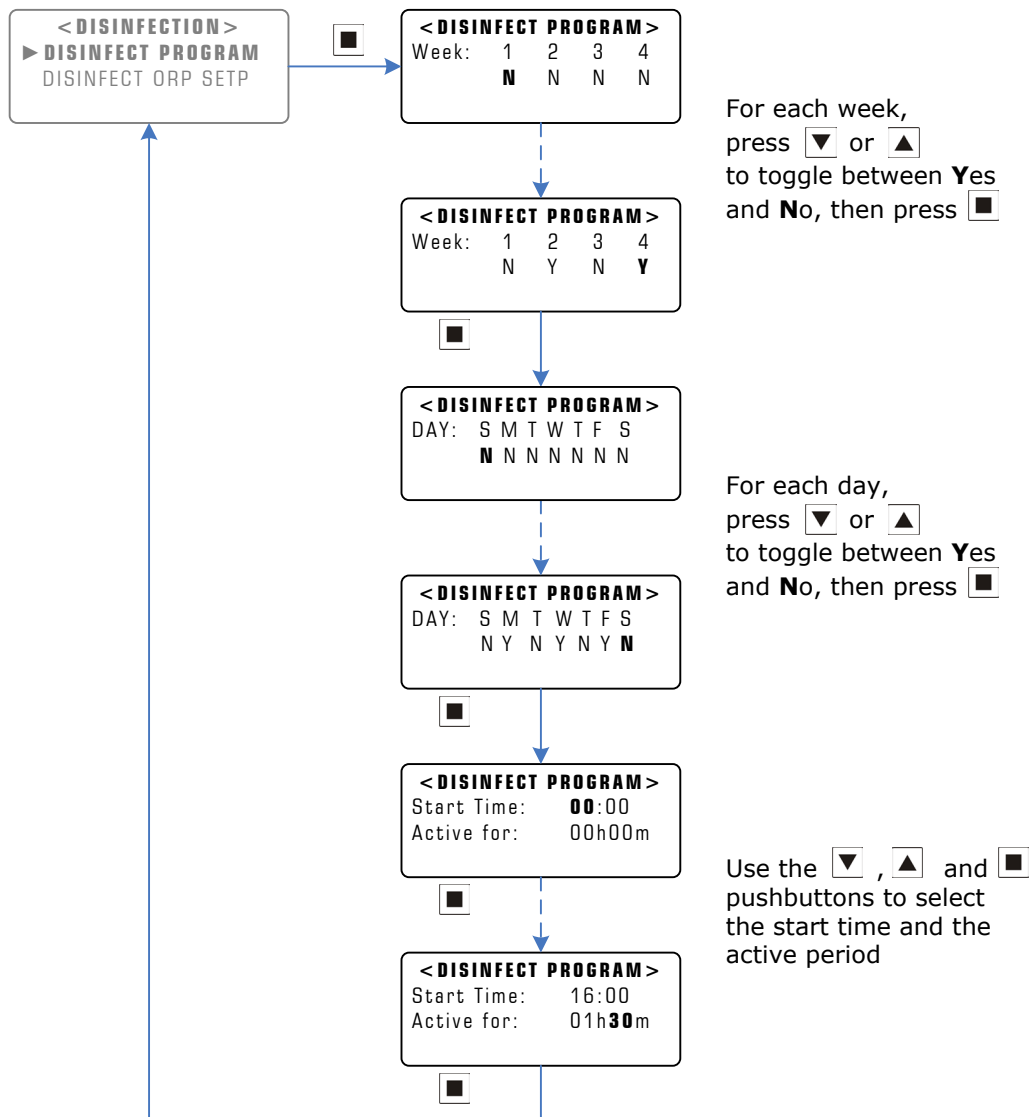 <DISINFECTION>
►DISINFECT PROGRAM
DISINFECT ORP SETP
<DISINFECT PROGRAM>
Week: 1 2 3 4
N N N N
For each week,
press ▼ or ▲
to toggle between Yes
and No, then press ■
<DISINFECT PROGRAM>
Week: 1 2 3 4
N Y N Y
<DISINFECT PROGRAM>
DAY: S M T W T F S
N N N N N N N
For each day,
press ▼ or ▲
to toggle between Yes
and No, then press ■
<DISINFECT PROGRAM>
DAY: S M T W T F S
N Y N Y N Y N
<DISINFECT PROGRAM>
Start Time: 00:00
Active for: 00h00m
Use the ▼ , ▲ and ■
pushbuttons to select
the start time and the
active period
<DISINFECT PROGRAM>
Start Time: 16:00
Active for: 01h30m